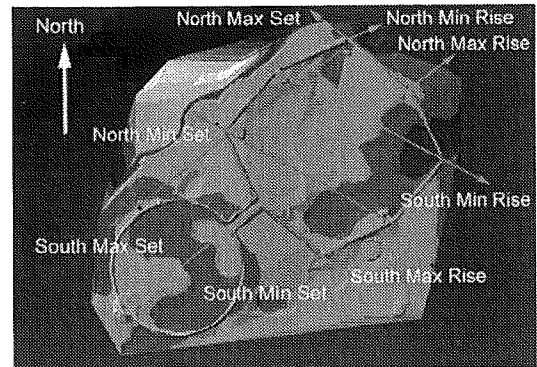 North Max Set
North
North Min Rise
North Max Rise
North Min Set
South Min Rise
South Max Set
South Max Rise
South Min Set